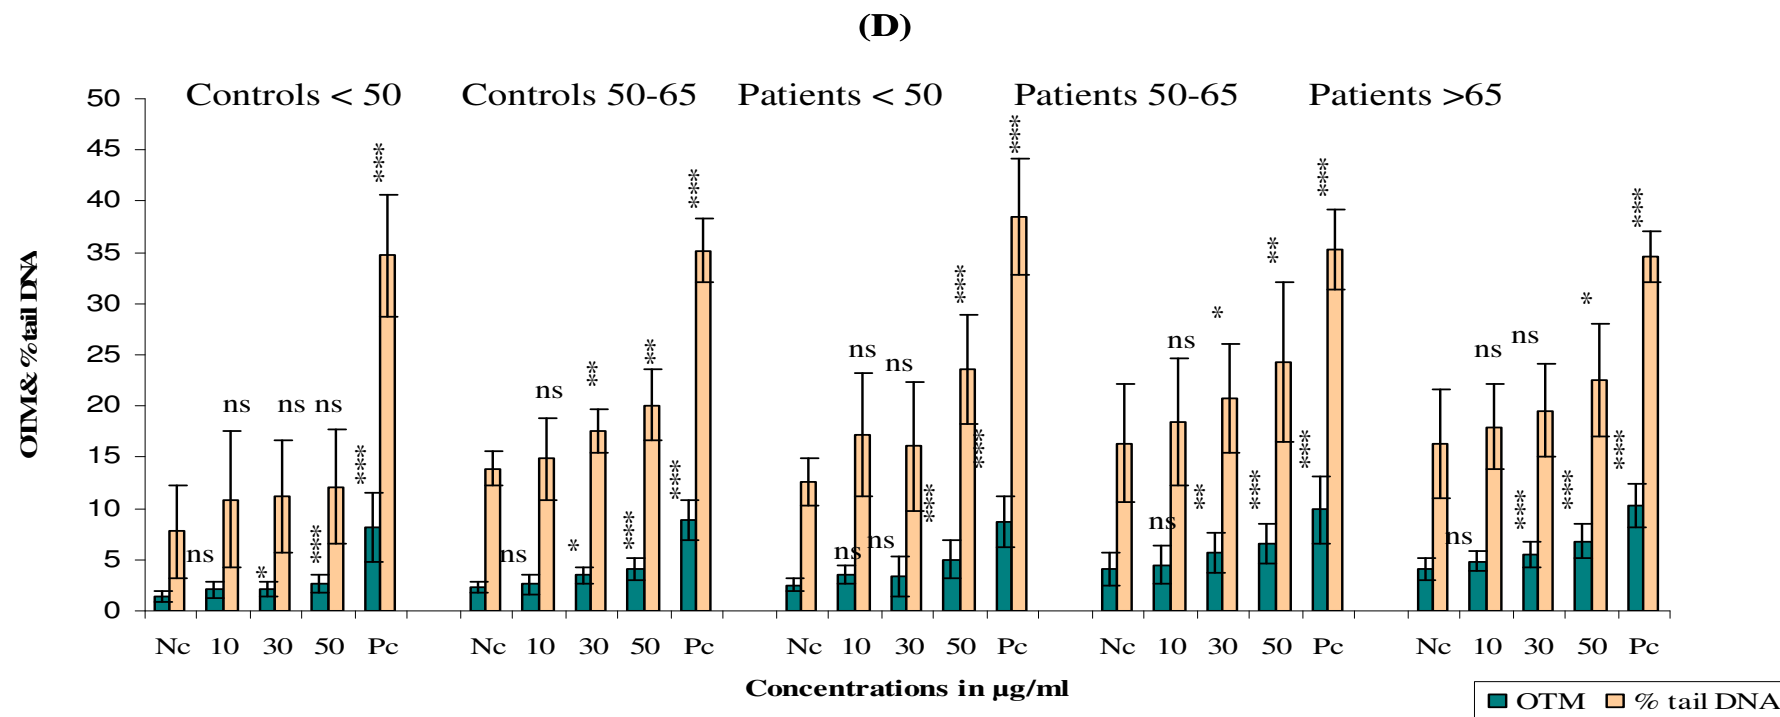 (D)
Controls < 50 Controls 50-65 Patients < 50 Patients 50-65 Patients >65
50
45
40
35
30
25
20
15
10
5
0
OTM& %tail DNA
ns ns ns
ns * *** *** ***
ns ** **
ns * *** *** ***
ns ns ***
ns ns *** *** ***
ns * **
ns ** *** *** ***
ns ns *
ns *** *** *** ***
Nc 10 30 50 Pc Nc 10 30 50 Pc Nc 10 30 50 Pc Nc 10 30 50 Pc Nc 10 30 50 Pc
Concentrations in µg/ml
OTM % tail DNA